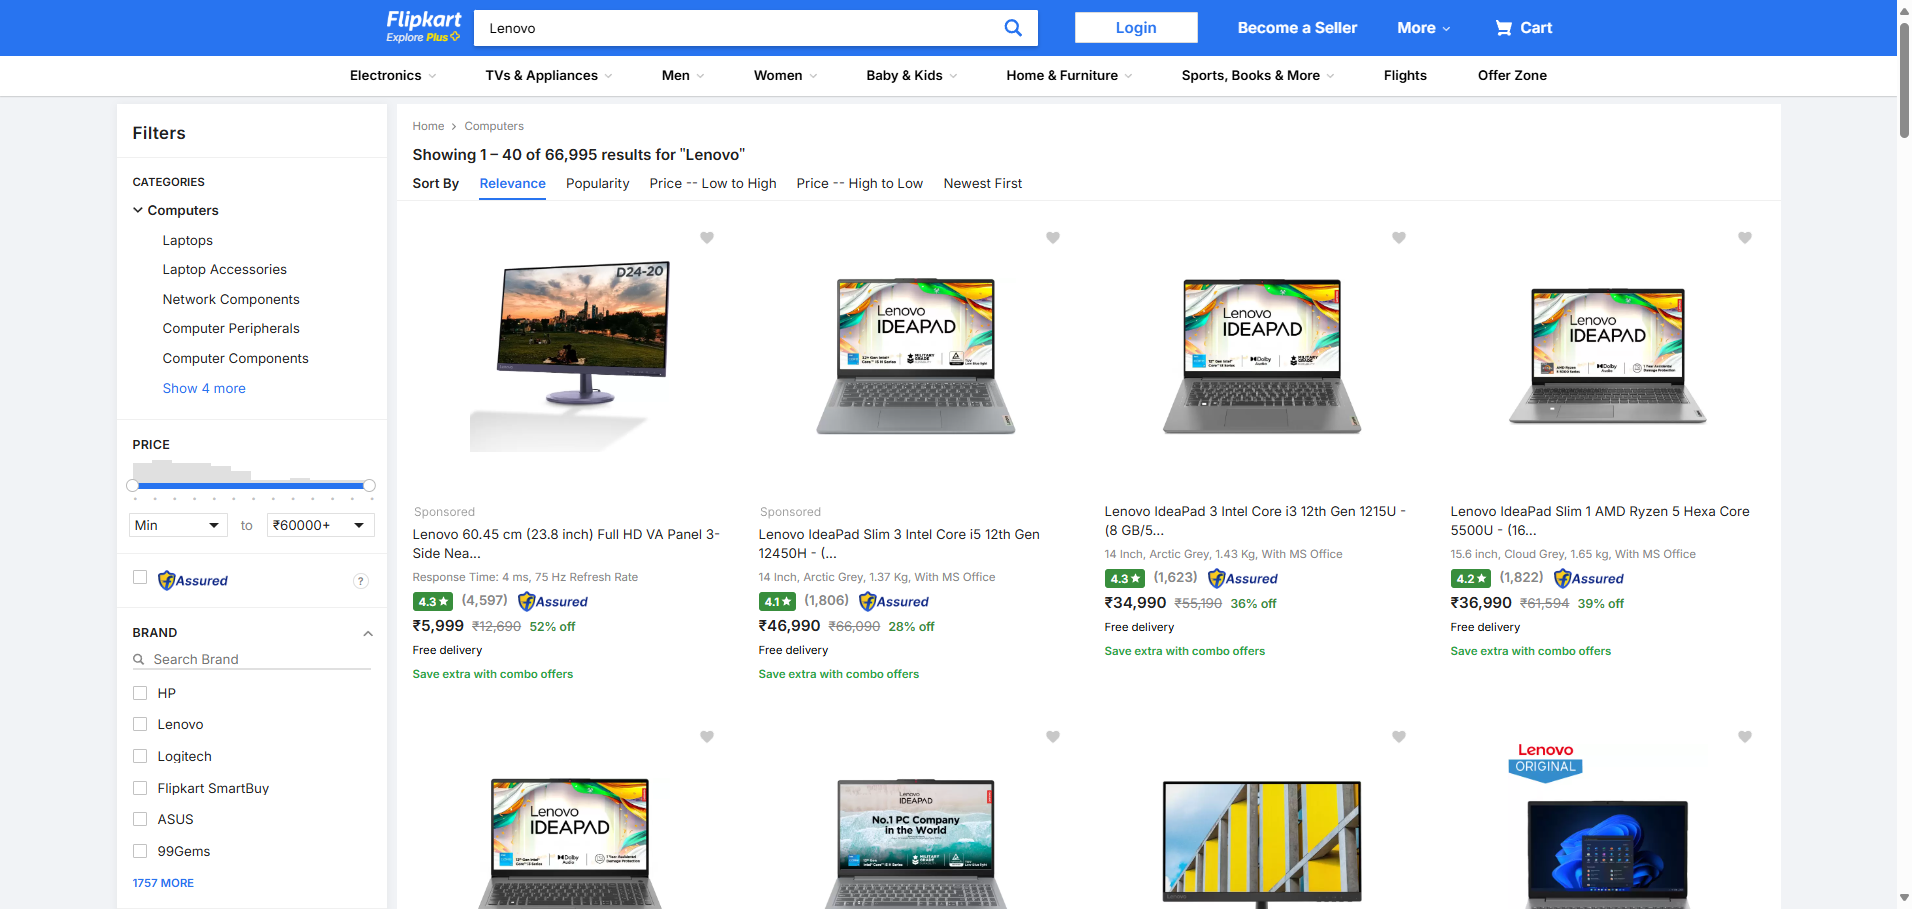 Flipkart
Explore Plus
Lenovo
Login
Become a Seller
More
Cart
Electronics
TVs & Appliances
Men
Women
Baby & Kids
Home & Furniture
Sports, Books & More
Flights
Offer Zone
Filters
CATEGORIES
Computers
Laptops
Laptop Accessories
Network Components
Computer Peripherals
Computer Components
Show 4 more
PRICE
Min
to
₹60000+
Assured
?
BRAND
Search Brand
HP
Lenovo
Logitech
Flipkart SmartBuy
ASUS
99Gems
1757 MORE
Home
Computers
Showing 1 – 40 of 66,995 results for "Lenovo"
Sort By
Relevance
Popularity
Price -- Low to High
Price -- High to Low
Newest First
D24-20
Sponsored
Lenovo 60.45 cm (23.8 inch) Full HD VA Panel 3-
Side Nea...
Response Time: 4 ms, 75 Hz Refresh Rate
4.3
(4,597)
Assured
₹5,999 ₹12,690 52% off
Free delivery
Save extra with combo offers
Lenovo
IDEAPAD
Sponsored
Lenovo IdeaPad Slim 3 Intel Core i5 12th Gen
12450H - (...
14 Inch, Arctic Grey, 1.37 Kg, With MS Office
4.1
(1,806)
Assured
₹46,990 ₹66,090 28% off
Free delivery
Save extra with combo offers
Lenovo
IDEAPAD
Dolby
Audio
Lenovo IdeaPad 3 Intel Core i3 12th Gen 1215U -
(8 GB/5...
14 Inch, Arctic Grey, 1.43 Kg, With MS Office
4.3
(1,623)
Assured
₹34,990 ₹55,190 36% off
Free delivery
Save extra with combo offers
Lenovo
IDEAPAD
Dolby
Audio
Lenovo IdeaPad Slim 1 AMD Ryzen 5 Hexa Core
5500U - (16...
15.6 inch, Cloud Grey, 1.65 kg, With MS Office
4.2
(1,822)
Assured
₹36,990 ₹61,594 39% off
Free delivery
Save extra with combo offers
Lenovo
IDEAPAD
Dolby
Audio
Lenovo
IDEAPAD
No.1 PC Company
in the World
Lenovo
ORIGINAL